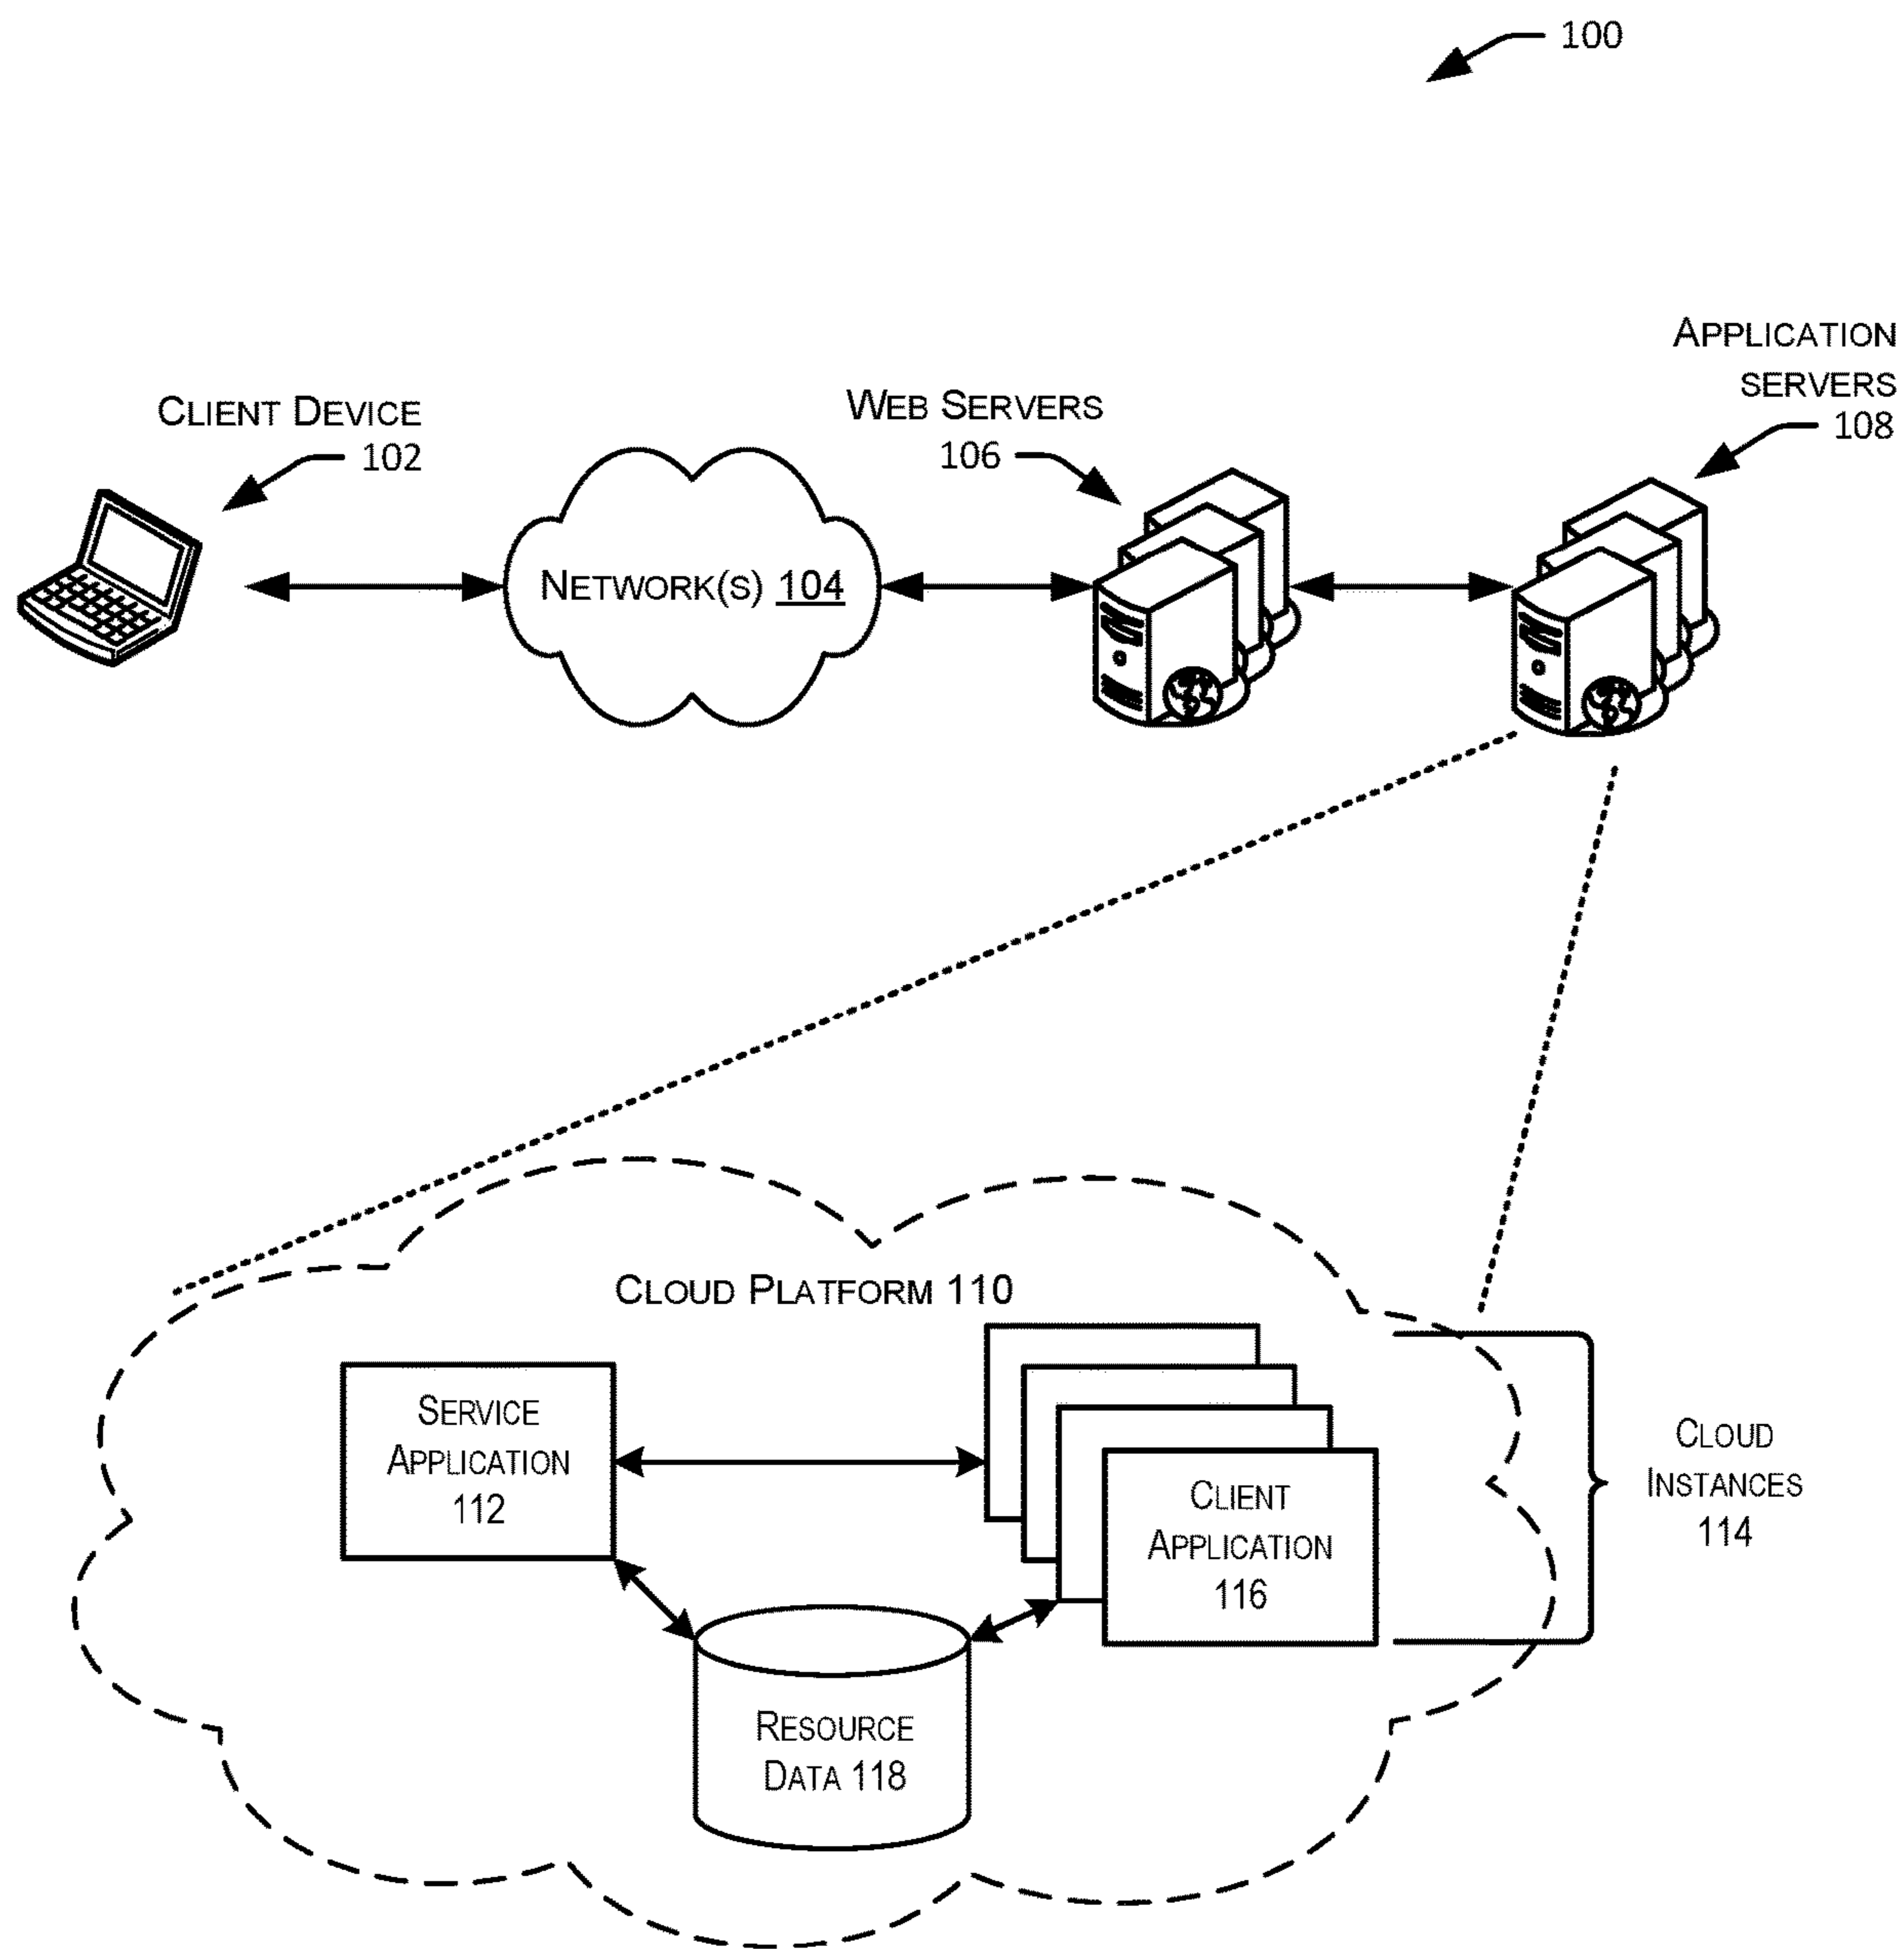 100
APPLICATION
SERVERS
108
CLIENT DEVICE
102
WEB SERVERS
106
NETWORK(S) 104
CLOUD PLATFORM 110
SERVICE
APPLICATION
112
CLIENT
APPLICATION
116
CLOUD
INSTANCES
114
RESOURCE
DATA 118